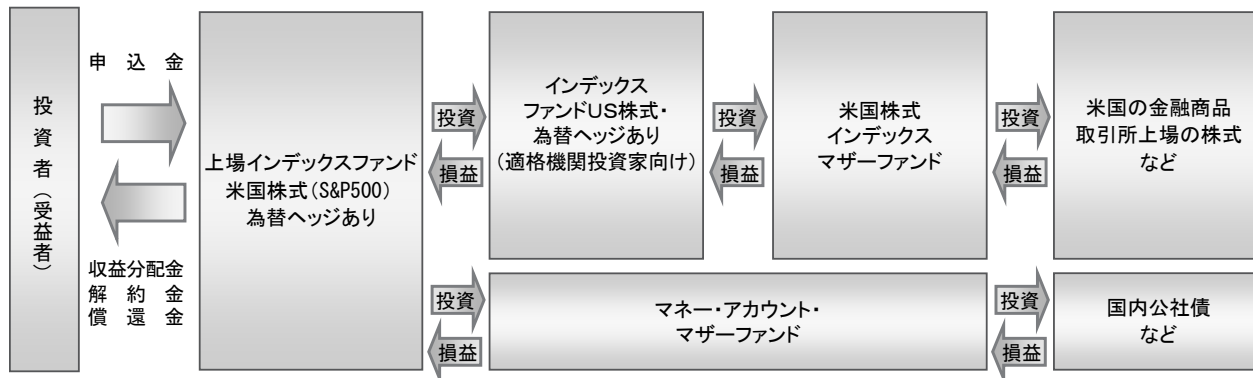 投資者(受益者)
申込金
収益分配金
解約金
償還金
上場インデックスファンド
米国株式(S&P500)
為替ヘッジあり
投資
損益
インデックス
ファンドUS株式・
為替ヘッジあり
(適格機関投資家向け)
投資
損益
米国株式
インデックス
マザーファンド
投資
損益
米国の金融商品
取引所上場の株式
など
投資
損益
マネー・アカウント・
マザーファンド
投資
損益
国内公社債
など